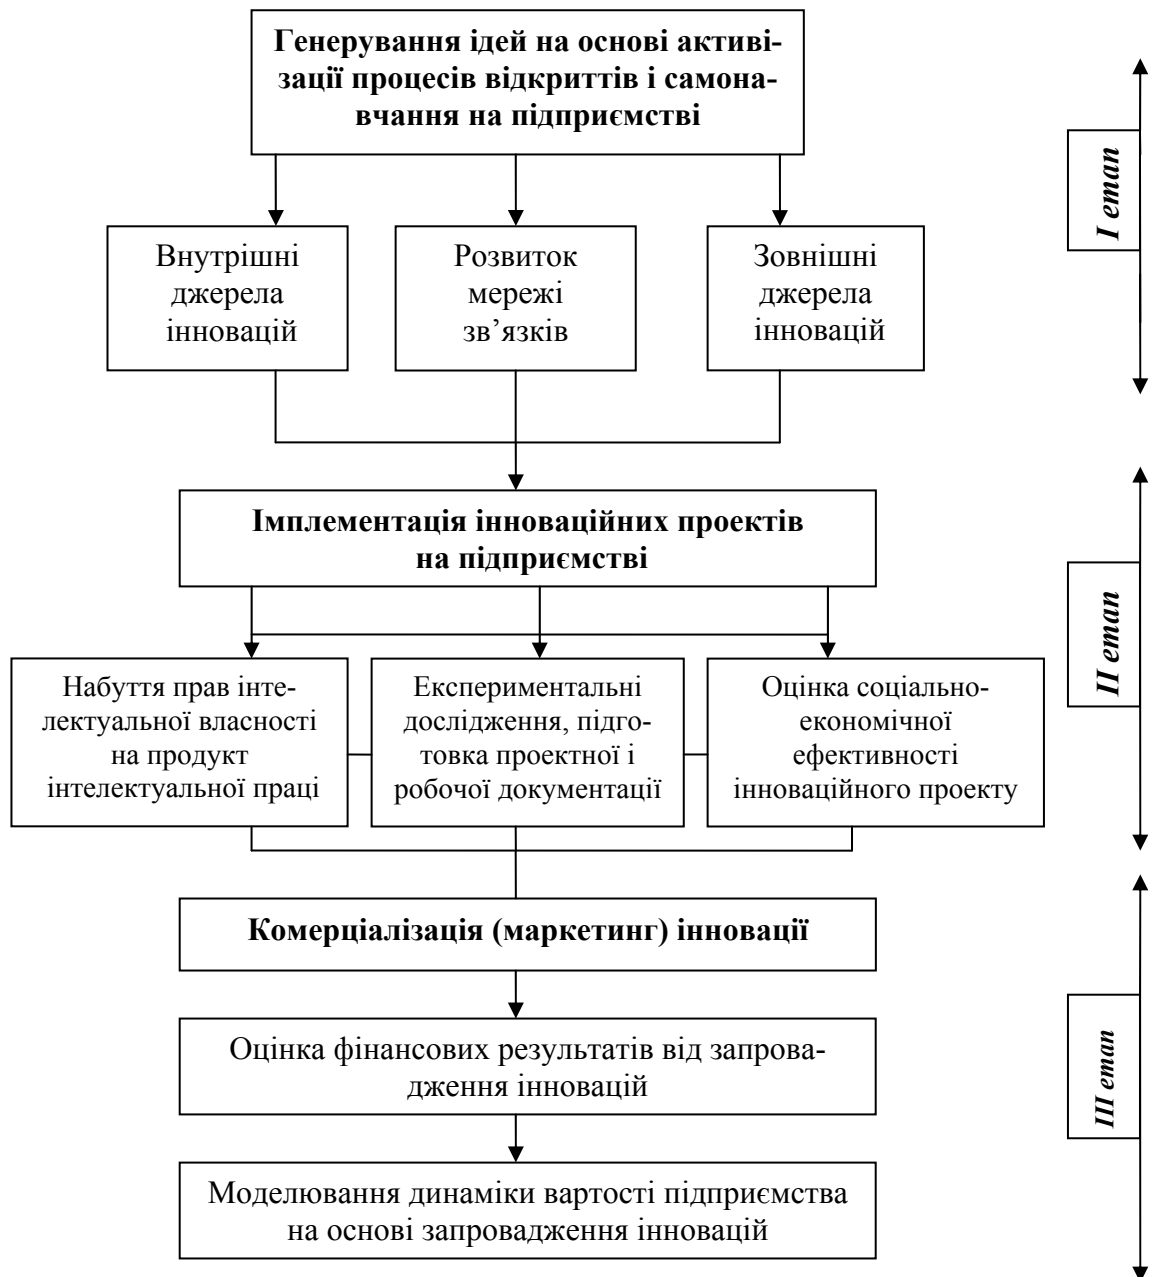 Генерування ідей на основі активі-
зації процесів відкриттів і самона-
вчання на підприємстві
I етап
Внутрішні
джерела
інновацій
Розвиток
мережі
зв’язків
Зовнішні
джерела
інновацій
Імплементація інноваційних проектів
на підприємстві
II етап
Набуття прав інте-
лектуальної власності
на продукт
інтелектуальної праці
Експериментальні
дослідження, підго-
товка проектної і
робочої документації
Оцінка соціально-
економічної
ефективності
інноваційного проекту
Комерціалізація (маркетинг) інновації
III етап
Оцінка фінансових результатів від запрова-
дження інновацій
Моделювання динаміки вартості підприємства
на основі запровадження інновацій